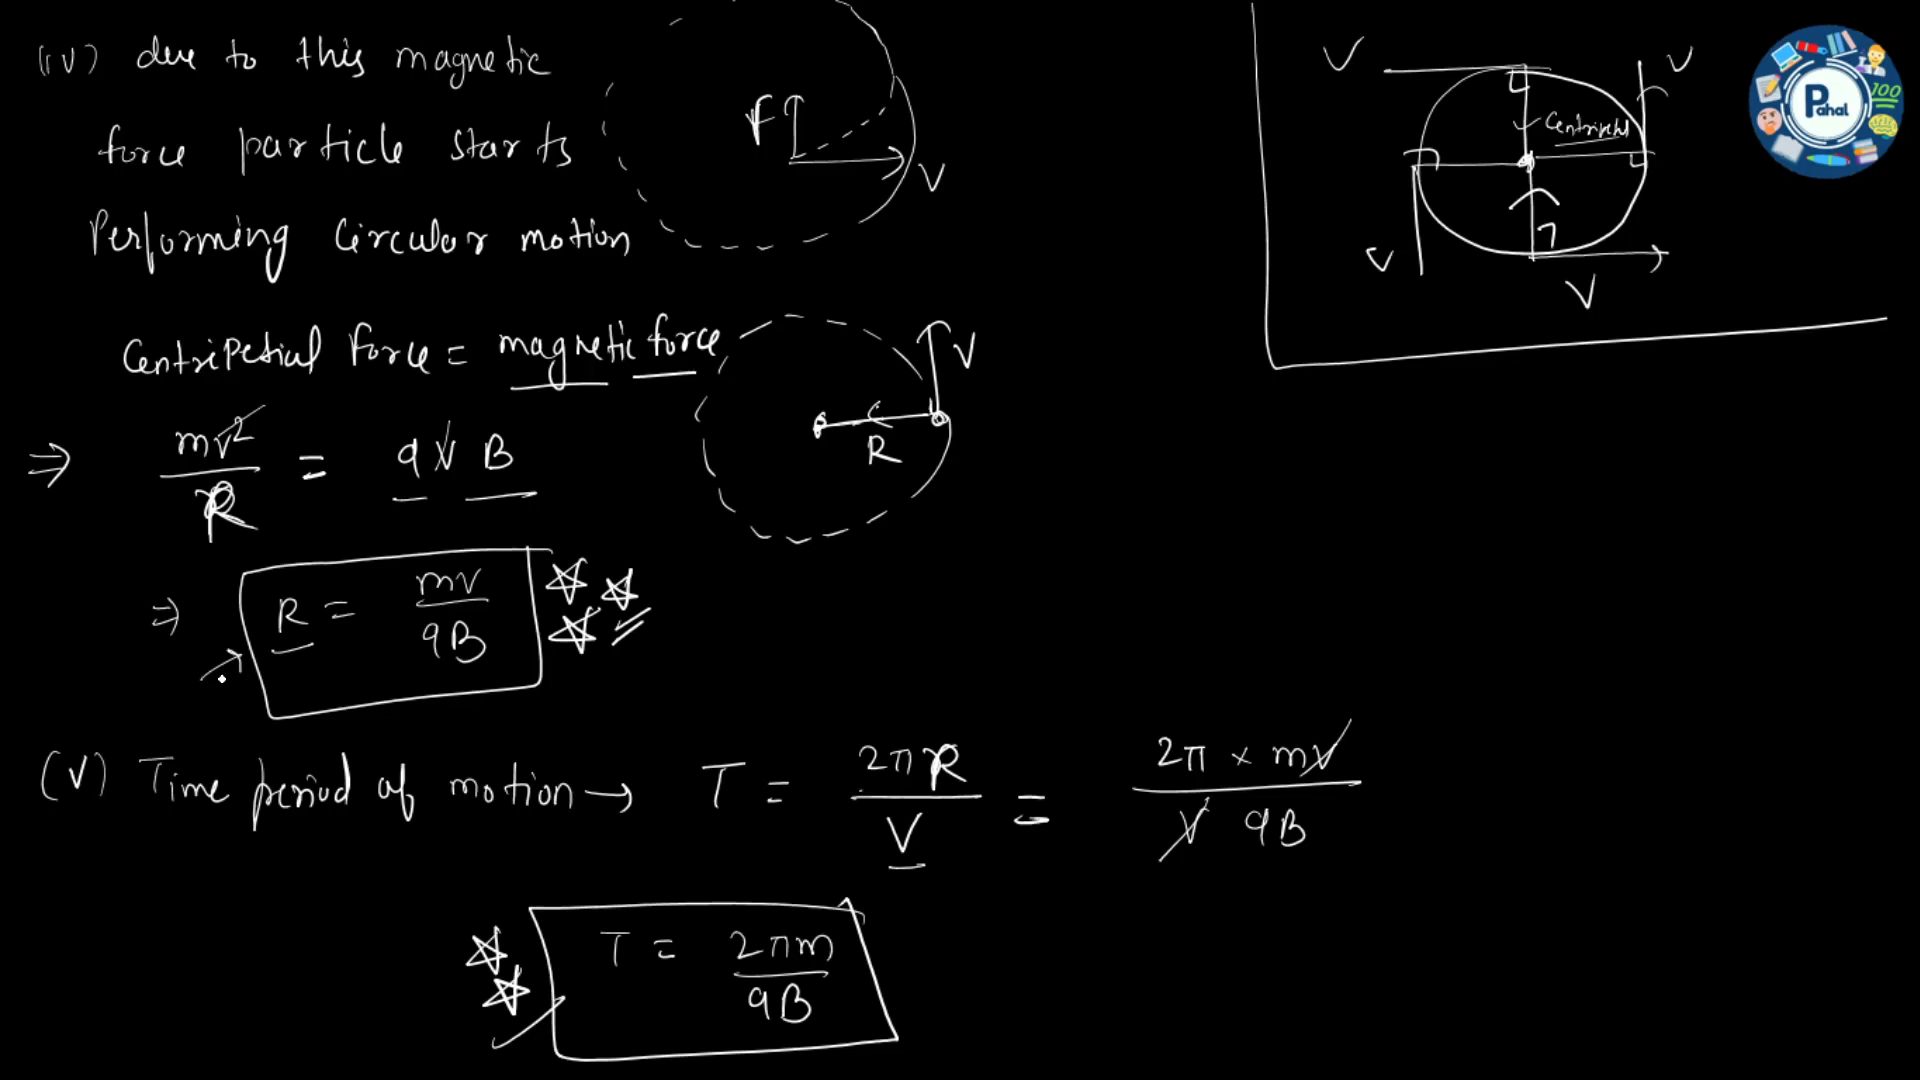 (iv) due to this magnetic
force particle starts
Performing Circular motion
F
V
Centripetial Force = magnetic force
V
R
⇒ mv²/R = qVB
⇒ R = mv/qB
(V) Time period of motion → T = 2πR/V = 2π × mv/V qB
T = 2πm/qB
V
V
Centripetal
V
V
Pahal
100